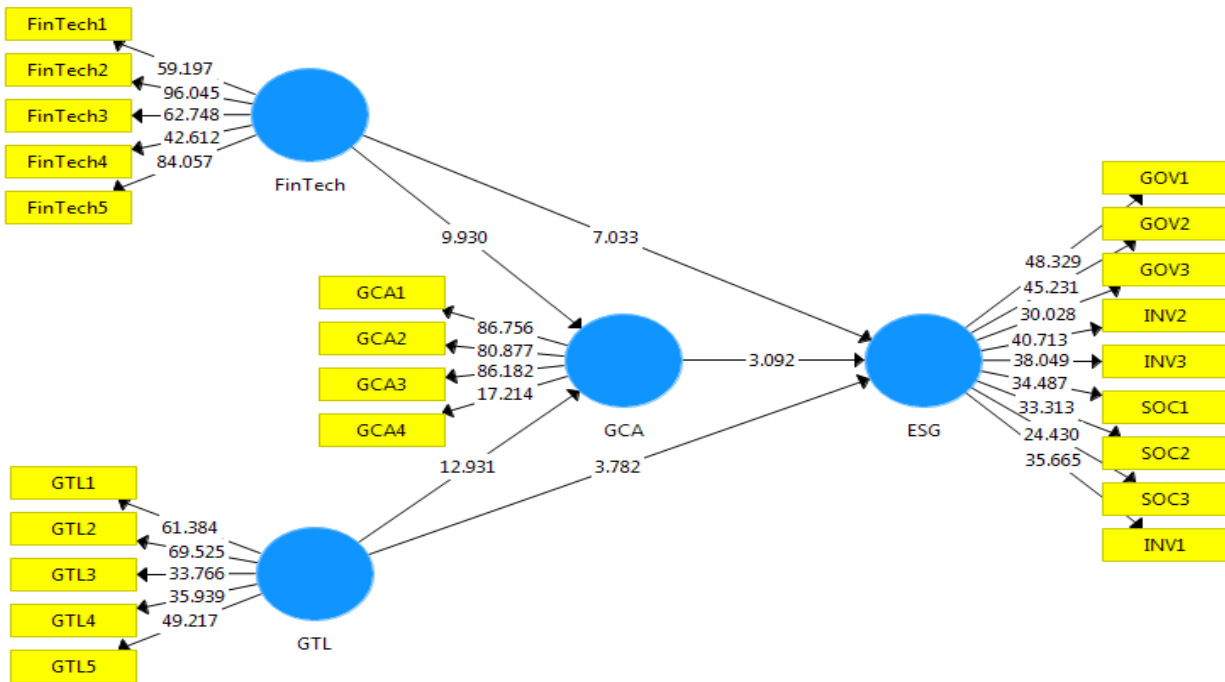 FinTech1
FinTech2
FinTech3
FinTech4
FinTech5
59.197
96.045
62.748
42.612
84.057
FinTech
9.930
7.033
GCA1
GCA2
GCA3
GCA4
86.756
80.877
86.182
17.214
GCA
3.092
12.931
3.782
GTL1
GTL2
GTL3
GTL4
GTL5
61.384
69.525
33.766
35.939
49.217
GTL
ESG
48.329
45.231
30.028
40.713
38.049
34.487
33.313
24.430
35.665
GOV1
GOV2
GOV3
INV2
INV3
SOC1
SOC2
SOC3
INV1